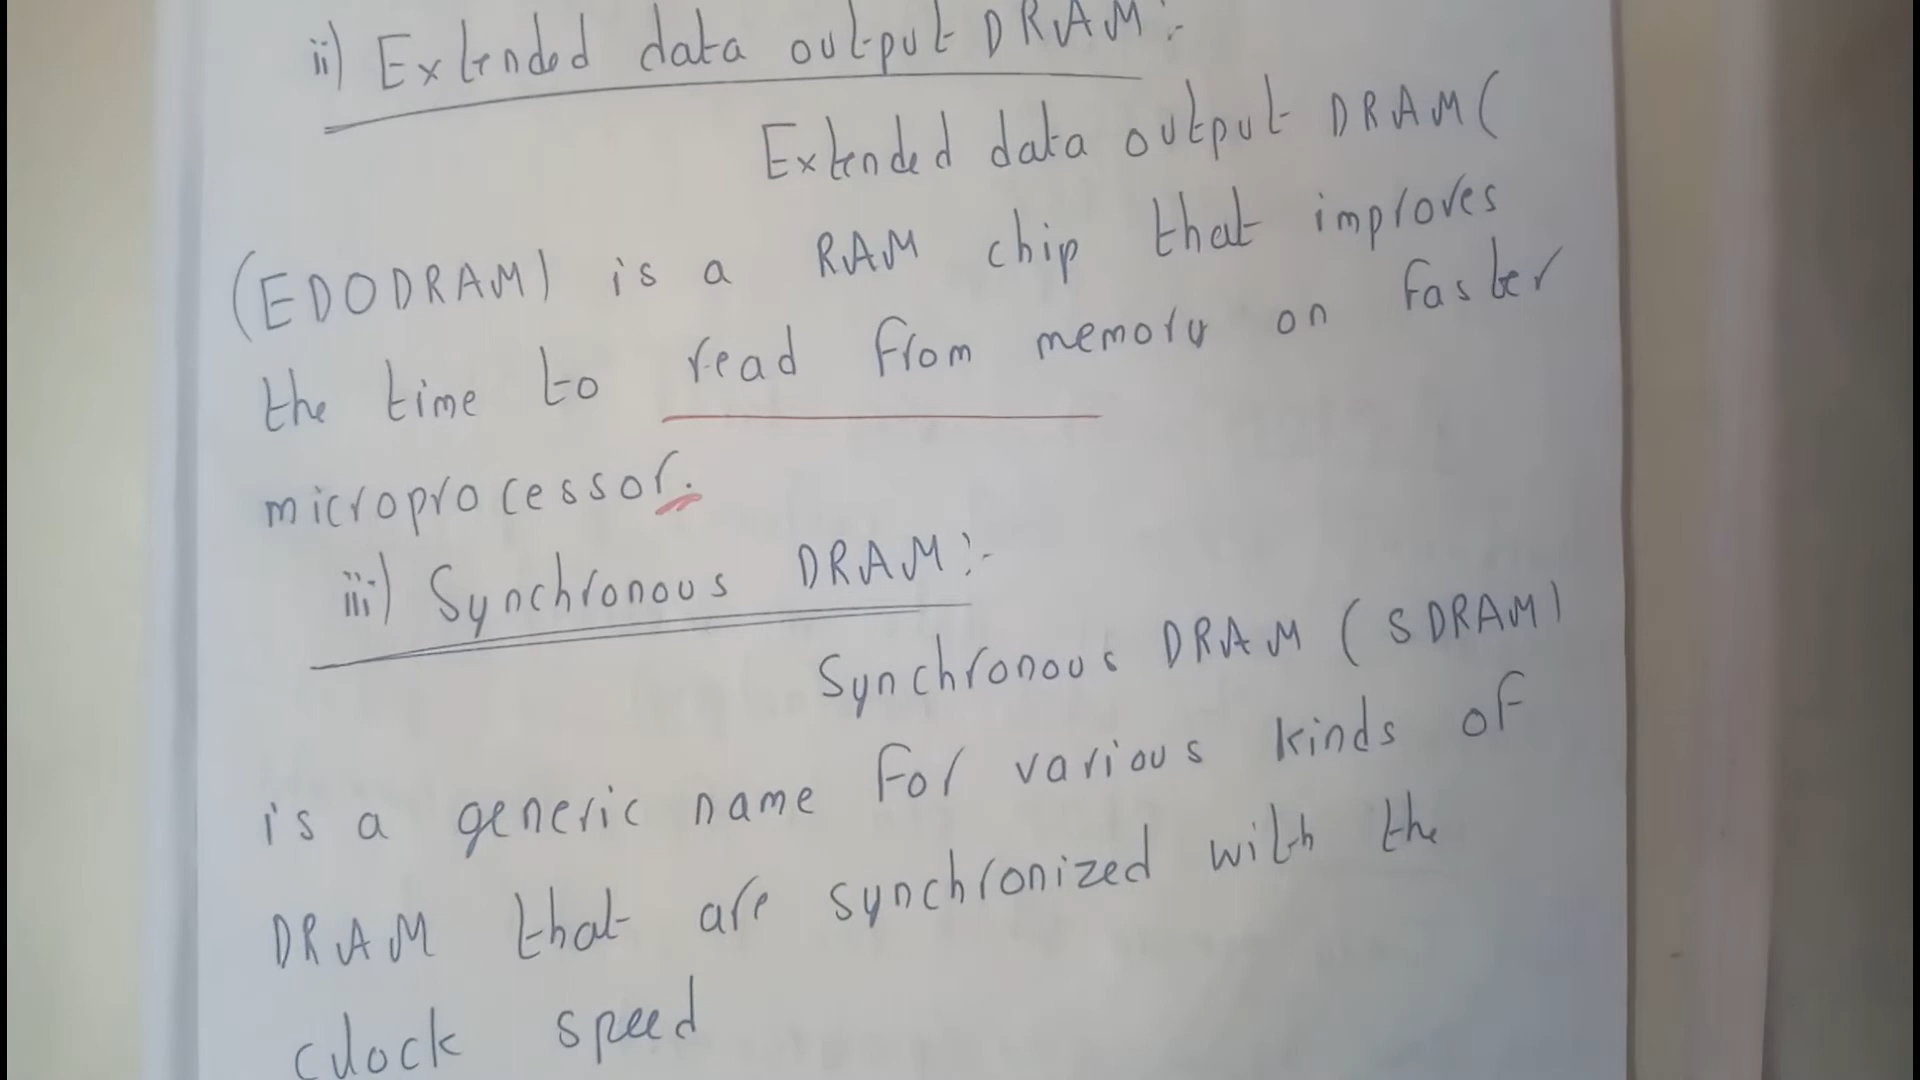 ii) Extended data output DRAM:-
Extended data output DRAM(
(EDODRAM) is a RAM chip that improves
the time to read from memory on faster
microprocessor.
iii) Synchronous DRAM:-
Synchronous DRAM (SDRAM)
is a generic name for various kinds of
DRAM that are synchronized with the
clock speed